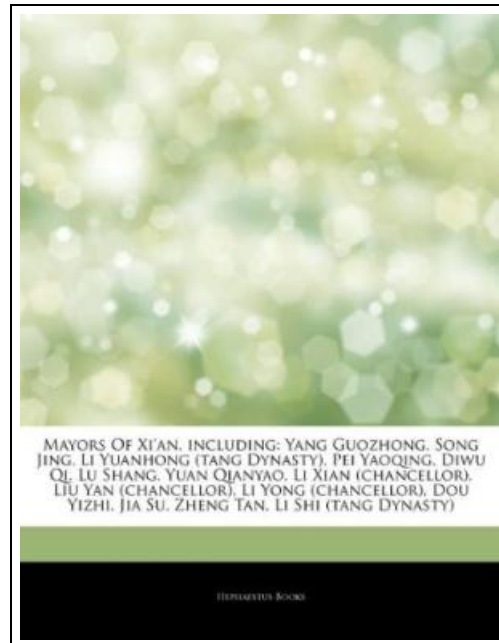 Mayors Of Xi'an, including: Yang Guozhong, Song
Jing, Li Yuanhong (tang Dynasty), Pei Yaoqing, Diwu
Qi, Lu Shang, Yuan Qianyao, Li Xian (chancellor),
Liu Yan (chancellor), Li Yong (chancellor), Dou
Yizhi, Jia Su, Zheng Tan, Li Shi (tang Dynasty)
Hephaestus Books